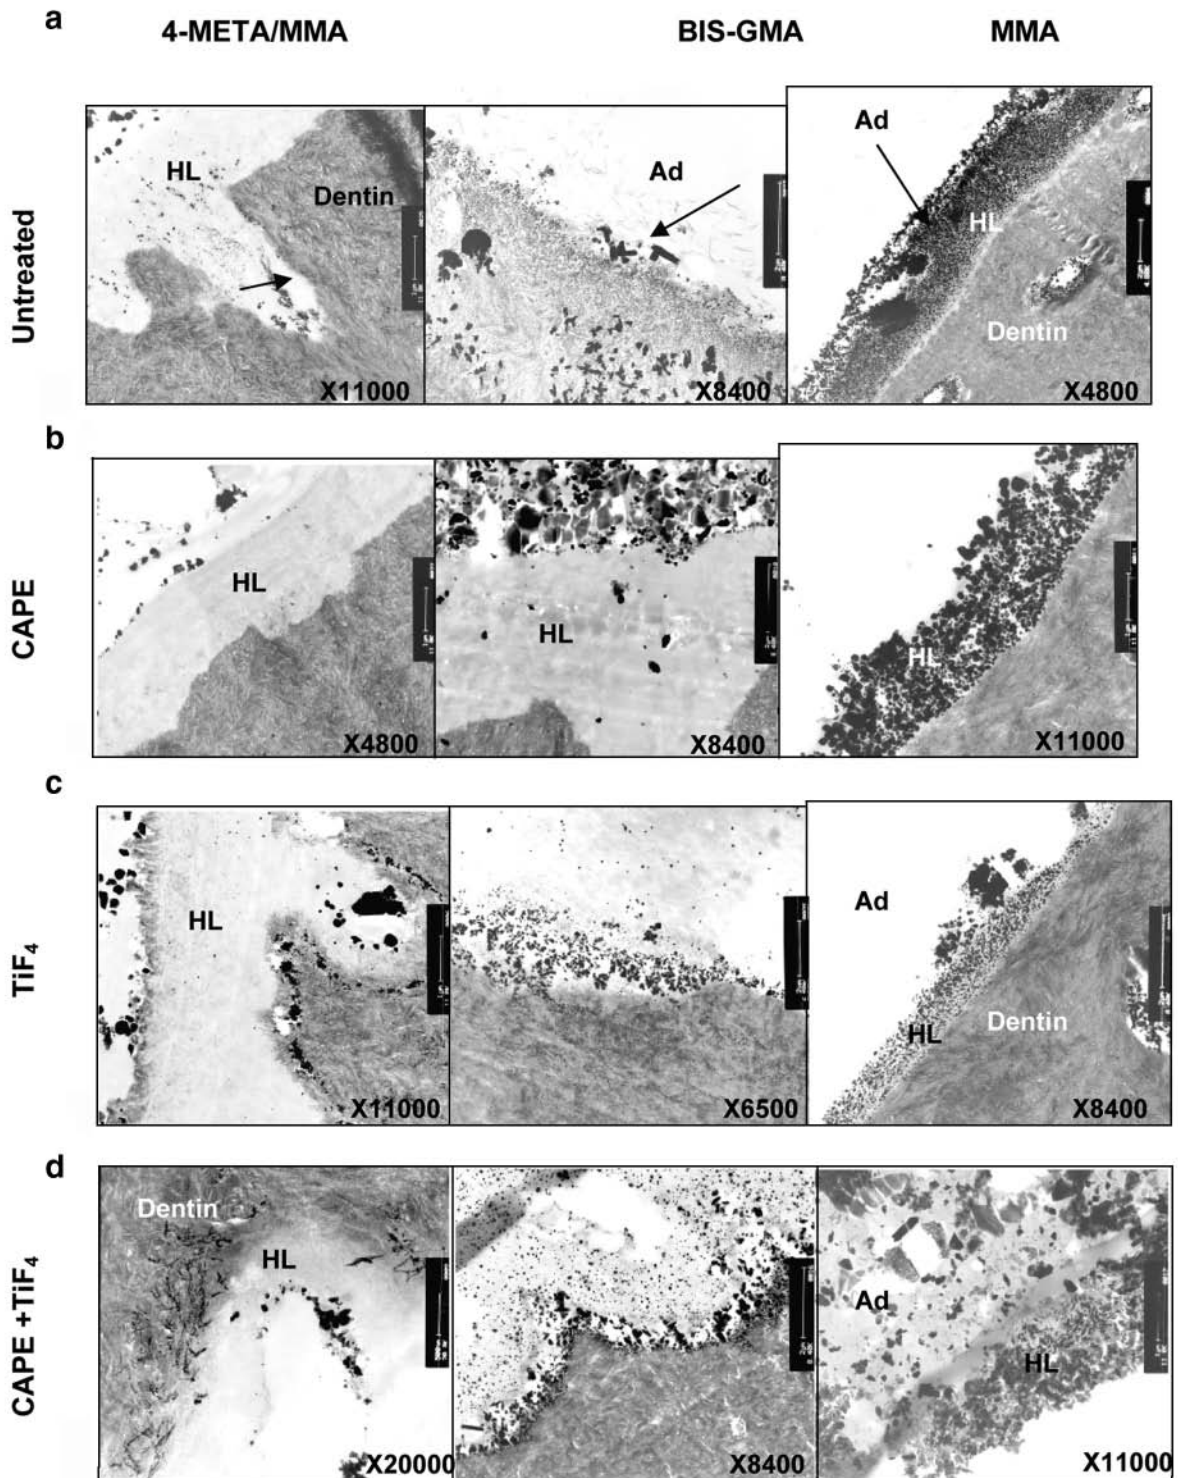 a
4-META/MMA BIS-GMA MMA
Untreated
HL Dentin X11000
Ad X8400
Ad HL Dentin X4800
b
CAPE
HL X4800
HL X8400
HL X11000
c
TiF₄
HL X11000
X6500
Ad HL Dentin X8400
d
CAPE +TiF₄
Dentin HL X20000
X8400
Ad HL X11000